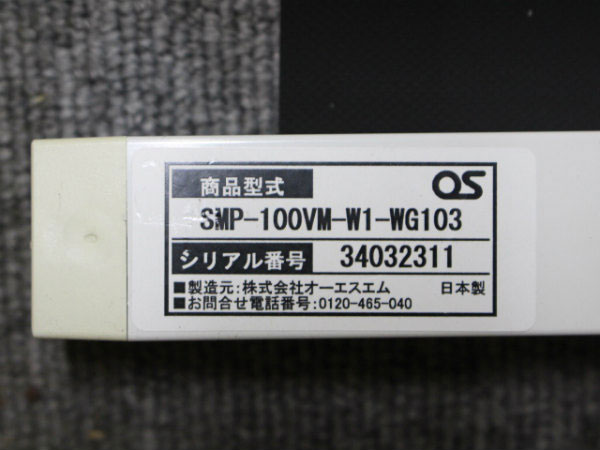 商品型式 OS
SMP-100VM-W1-WG103
シリアル番号 34032311
■製造元:株式会社オーエスエム 日本製
■お問合せ電話番号:0120-465-040